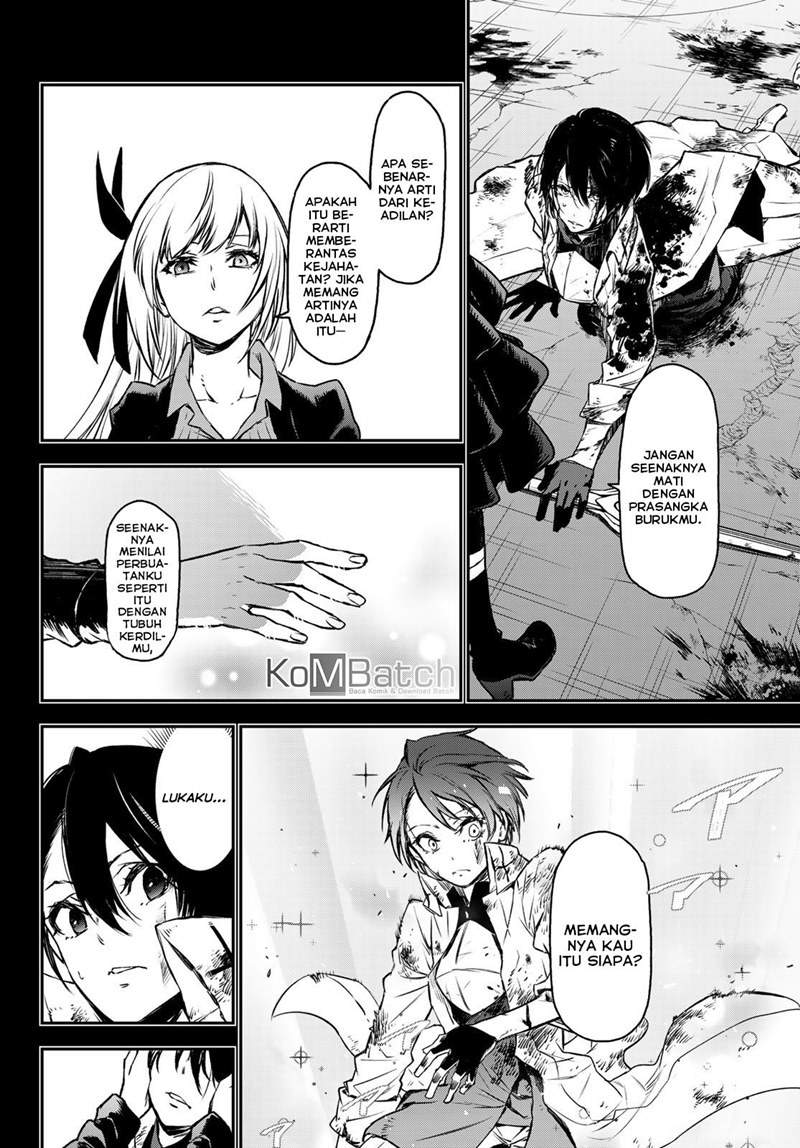 JANGAN
SEENAKNYA
MATI
DENGAN
PRASANGKA
BURUKMU.
APA SE-
BENAR-
NYA ARTI
DARI KE-
ADILAN?
APAKAH
ITU BE-
RARTI
MEMBE-
RANTAS
KEJAHA-
TAN? JIKA
MEMANG
ARTINYA
ADALAH
ITU—
SEENAK-
NYA
MENILAI
PERBUA-
TANKU
SEPERTI
ITU
DENGAN
TUBUH
KERDIL-
MU,
KoMBatch
Baca Komik & Download Batch
MEMANG-
NYA KAU
ITU SIAPA?
LUKAKU...